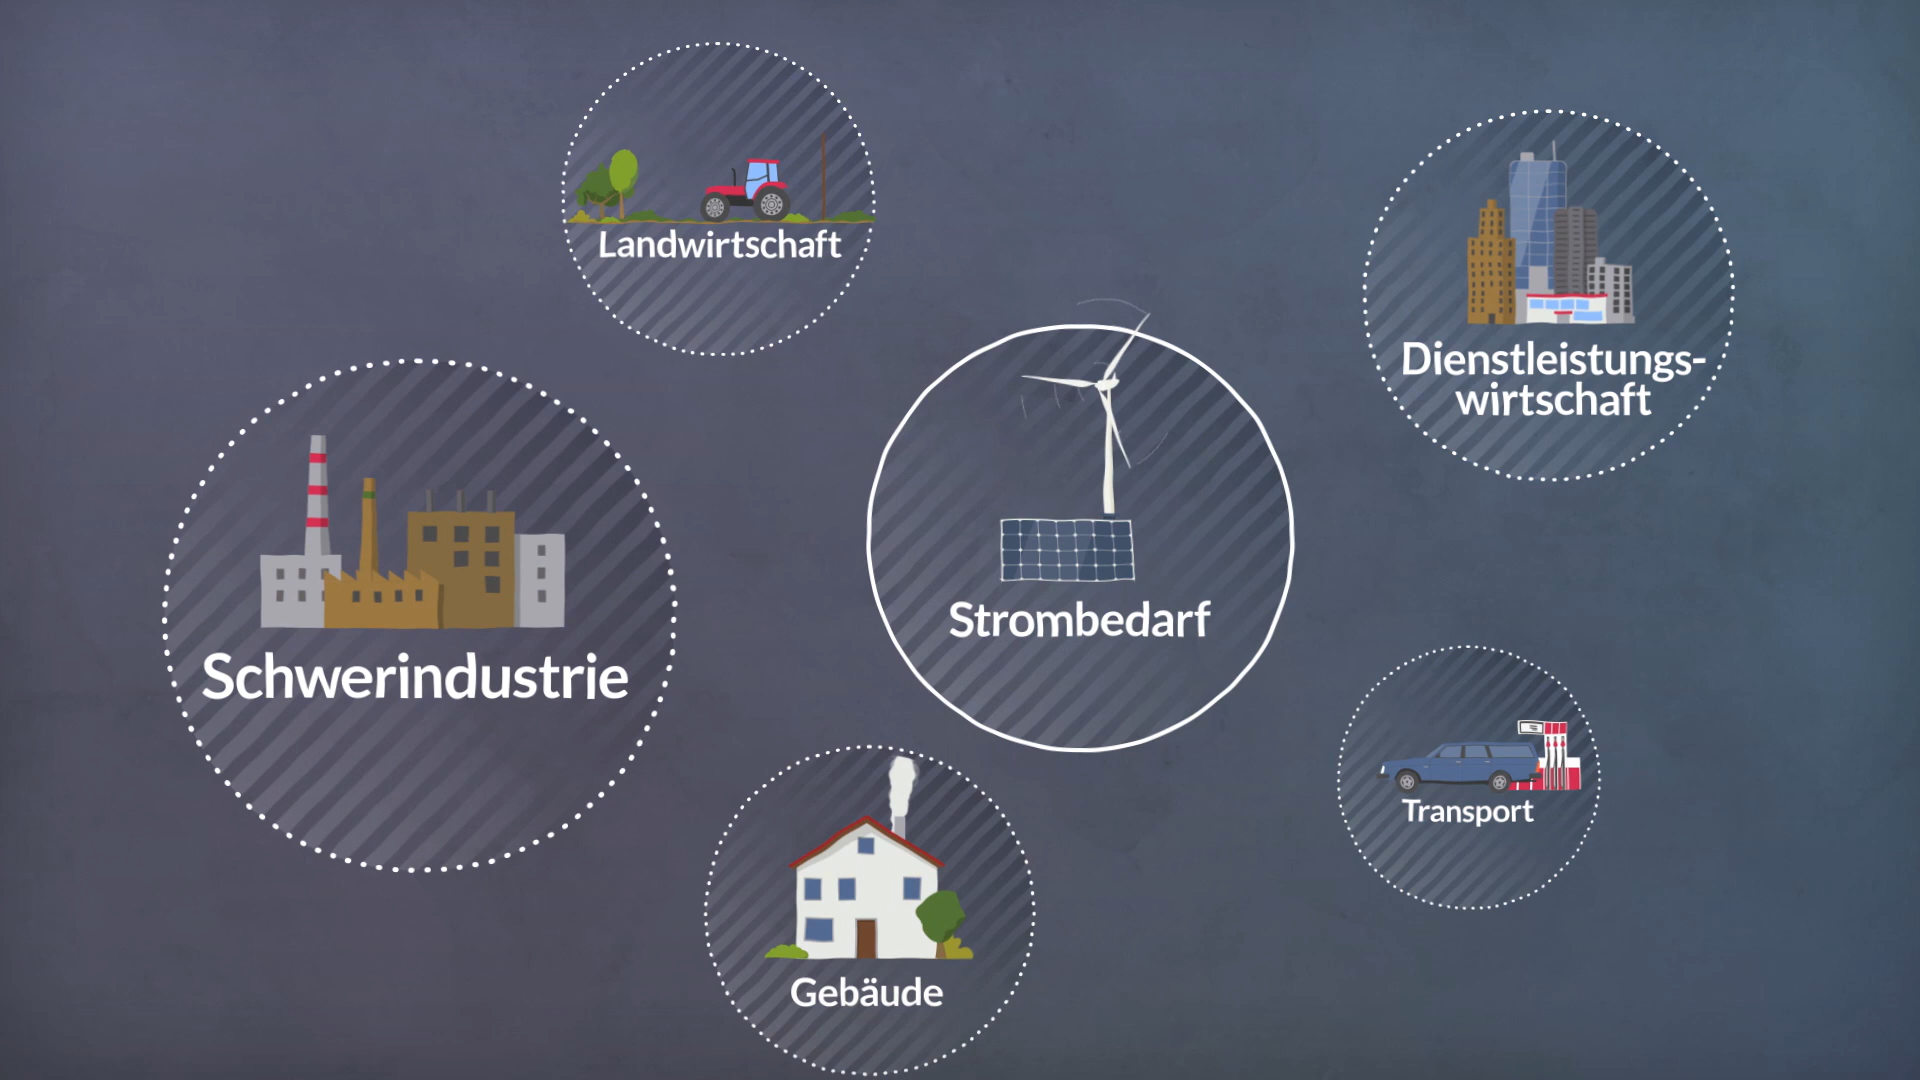 Landwirtschaft
Dienstleistungs-
wirtschaft
Strombedarf
Schwerindustrie
Transport
Gebäude